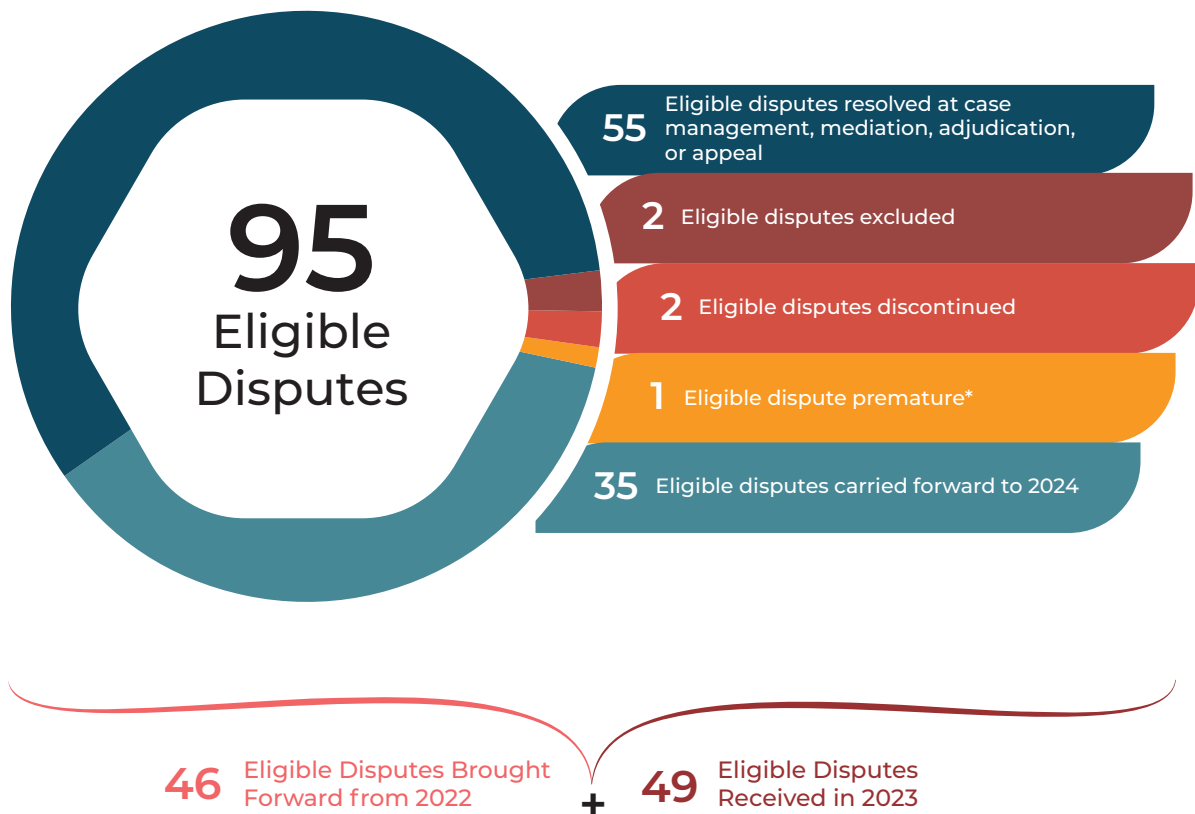 95
Eligible
Disputes
55
Eligible disputes resolved at case
management, mediation, adjudication,
or appeal
2 Eligible disputes excluded
2 Eligible disputes discontinued
1 Eligible dispute premature*
35 Eligible disputes carried forward to 2024
46
Eligible Disputes Brought
Forward from 2022
+
49
Eligible Disputes
Received in 2023